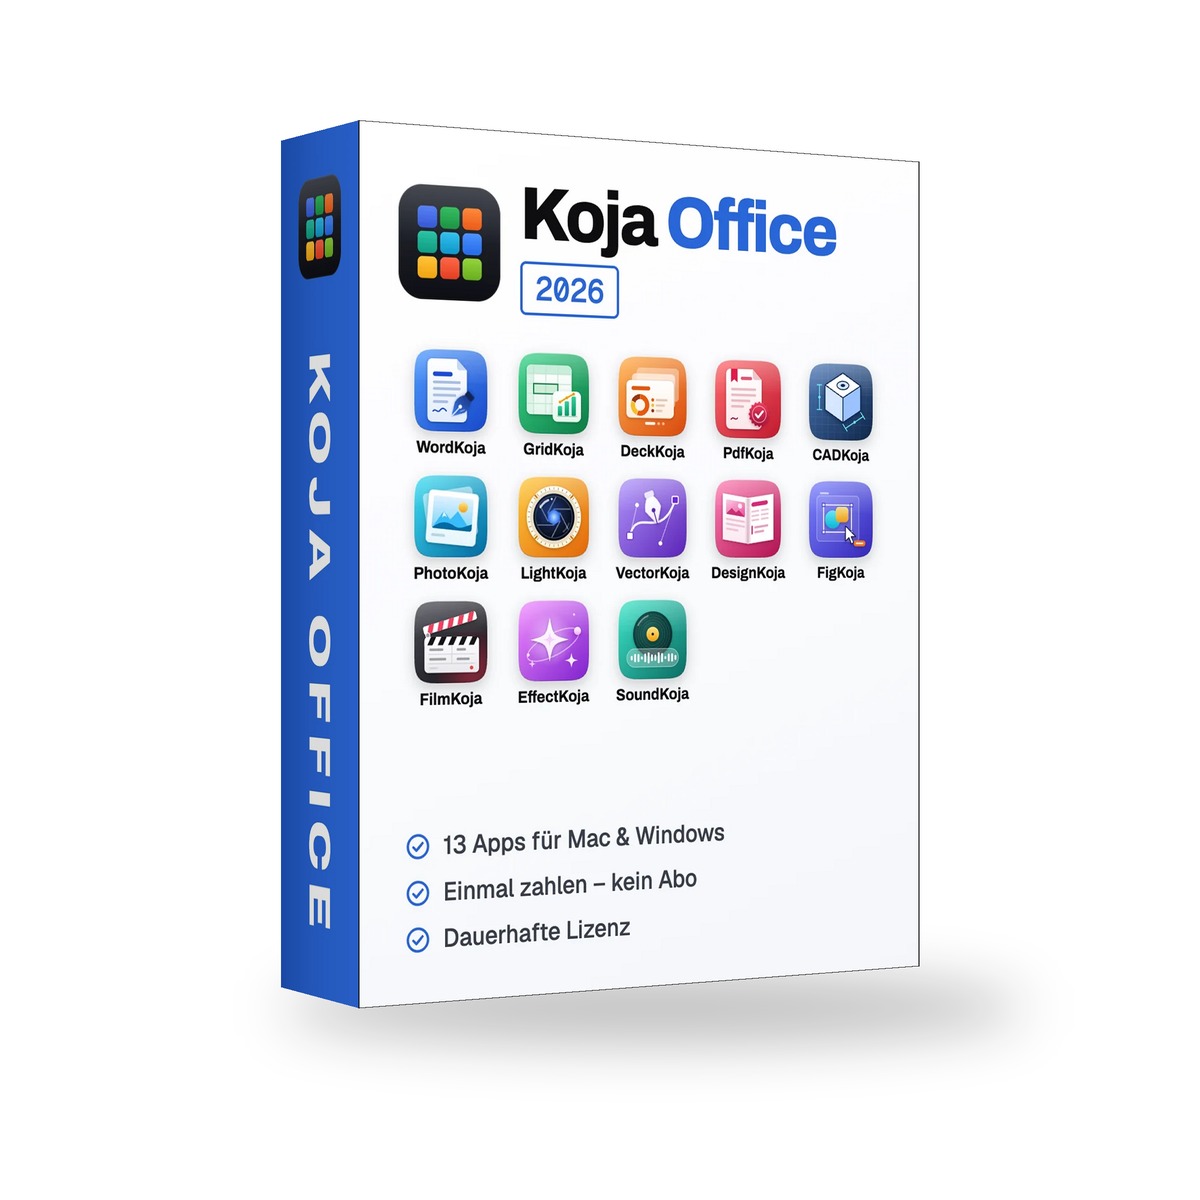 KOJA OFFICE
Koja Office
2026
WordKoja GridKoja DeckKoja PdfKoja CADKoja
PhotoKoja LightKoja VectorKoja DesignKoja FigKoja
FilmKoja EffectKoja SoundKoja
13 Apps für Mac & Windows
Einmal zahlen – kein Abo
Dauerhafte Lizenz